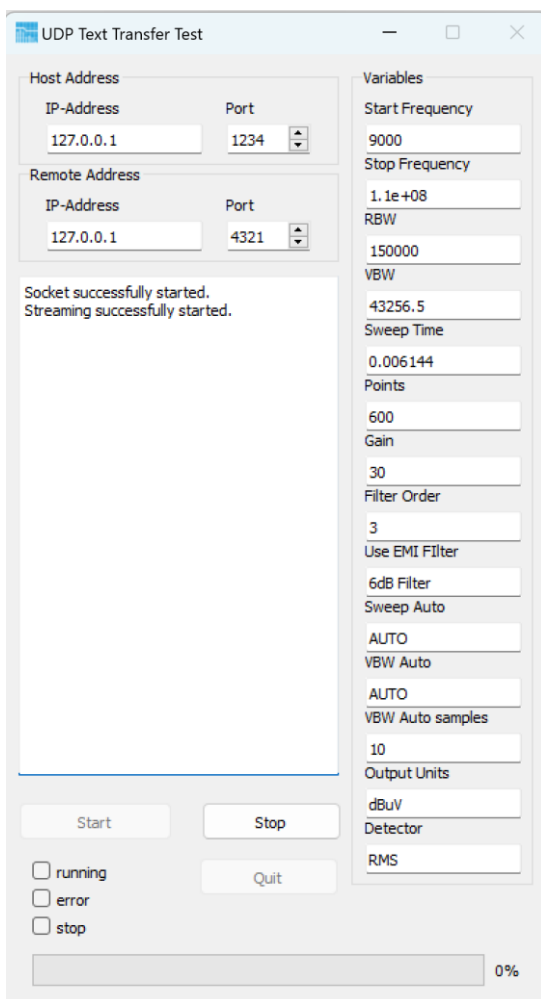 UDP Text Transfer Test
Host Address
IP-Address Port
127.0.0.1 1234
Remote Address
IP-Address Port
127.0.0.1 4321
Socket successfully started.
Streaming successfully started.
Start Stop
running
Quit
error
stop
0%
Variables
Start Frequency
9000
Stop Frequency
1.1e+08
RBW
150000
VBW
43256.5
Sweep Time
0.006144
Points
600
Gain
30
Filter Order
3
Use EMI FIlter
6dB Filter
Sweep Auto
AUTO
VBW Auto
AUTO
VBW Auto samples
10
Output Units
dBuV
Detector
RMS